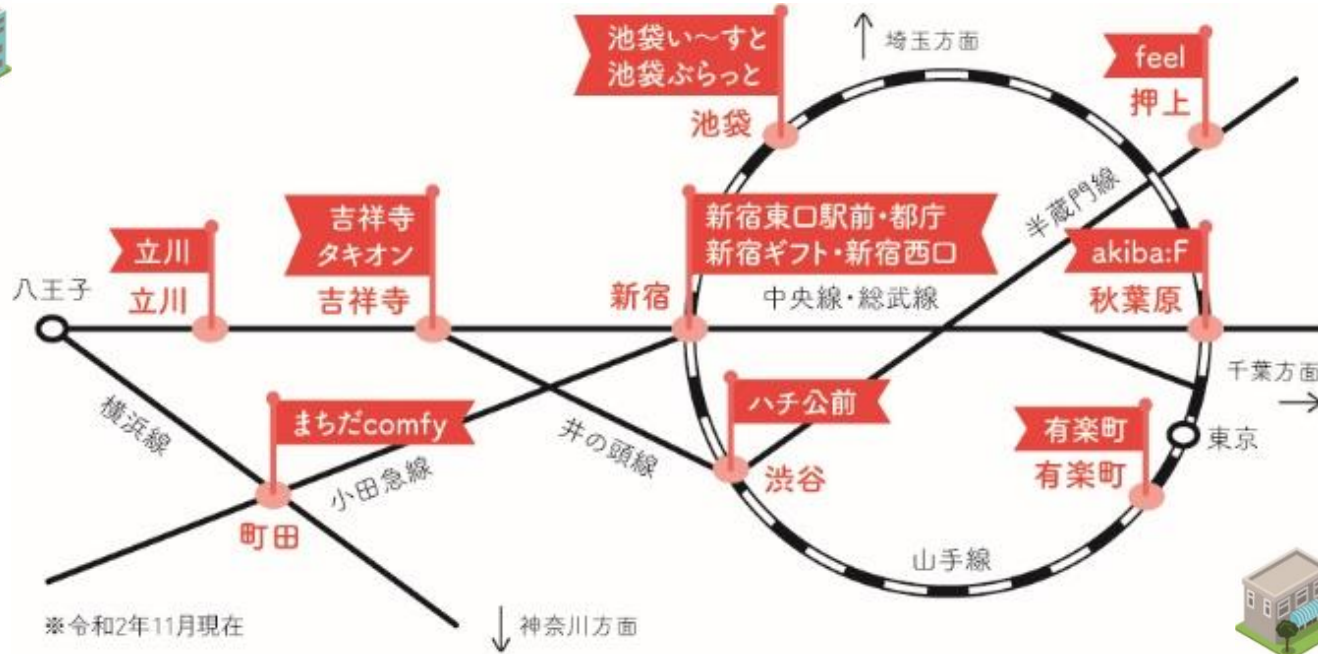 池袋い〜すと
池袋ぶらっと
池袋
↑ 埼玉方面
feel
押上
半蔵門線
吉祥寺
タキオン
吉祥寺
立川
立川
八王子
新宿東口駅前・都庁
新宿ギフト・新宿西口
新宿
中央線・総武線
akiba:F
秋葉原
千葉方面
→
横浜線
まちだcomfy
小田急線
町田
井の頭線
ハチ公前
渋谷
有楽町
有楽町
東京
山手線
※令和2年11月現在
↓ 神奈川方面